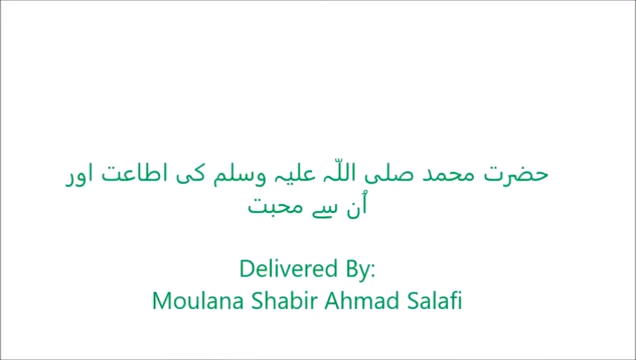 حضرت محمد صلی اللّہ علیہ وسلم کی اطاعت اور
اُن سے محبت
Delivered By:
Moulana Shabir Ahmad Salafi